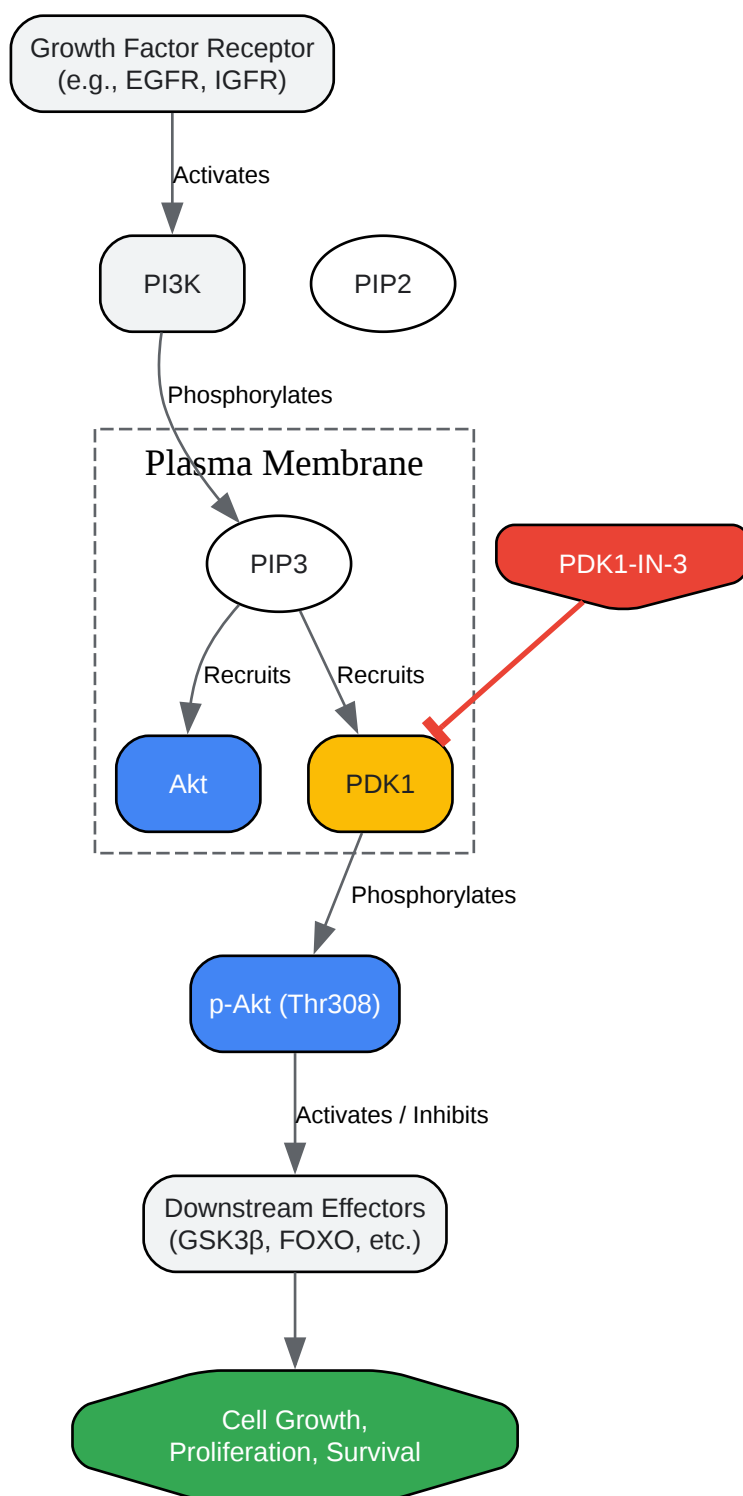 Growth Factor Receptor
(e.g., EGFR, IGFR)
Activates
PI3K
PIP2
Phosphorylates
Plasma Membrane
PIP3
PDK1-IN-3
Recruits
Recruits
Akt
PDK1
Phosphorylates
p-Akt (Thr308)
Activates / Inhibits
Downstream Effectors
(GSK3β, FOXO, etc.)
Cell Growth,
Proliferation, Survival